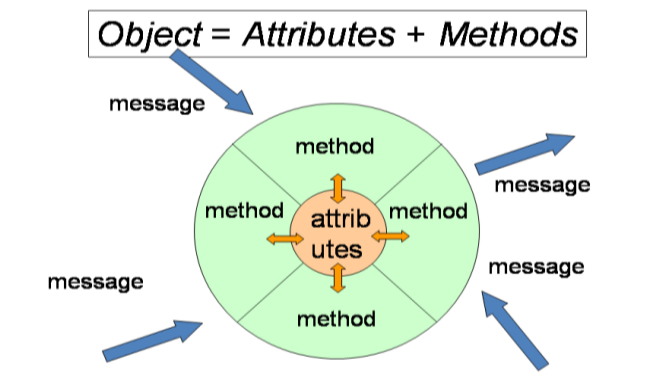 Object = Attributes + Methods
message
method
message
method
attrib
utes
method
message
message
method